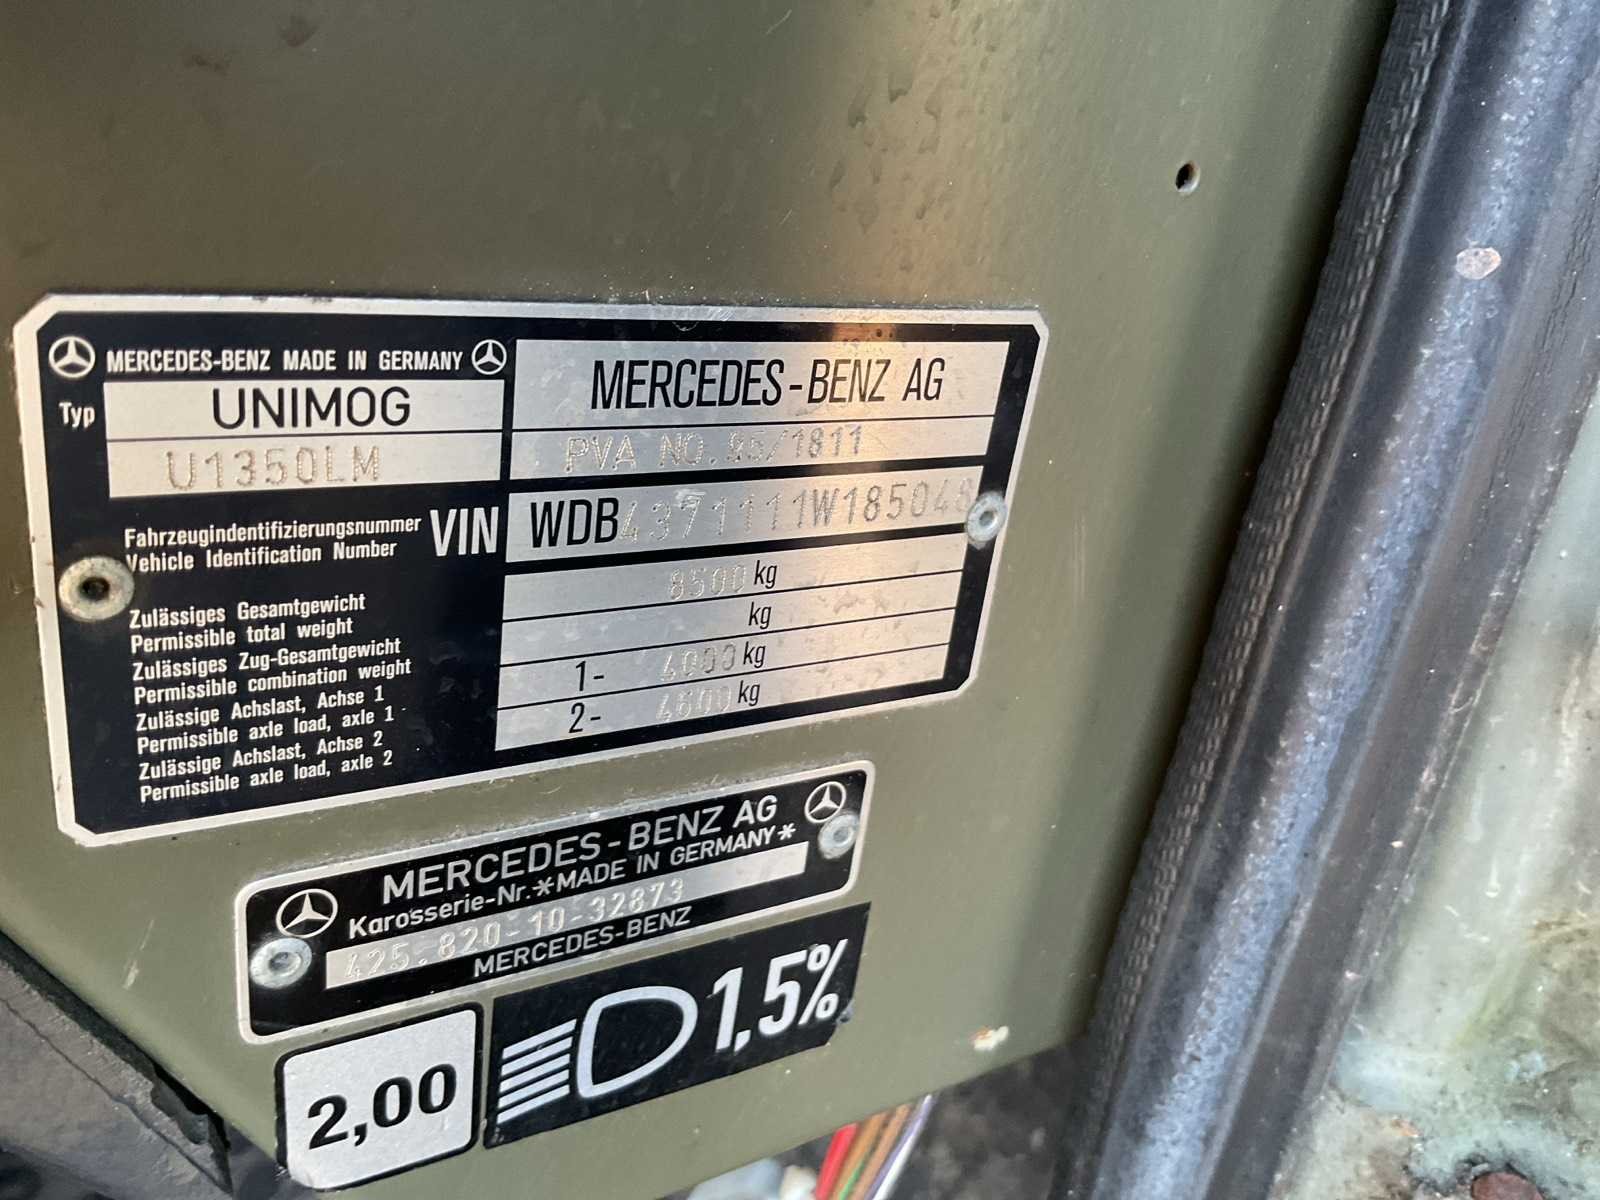 MERCEDES-BENZ MADE IN GERMANY
Typ
UNIMOG
U1350LM
MERCEDES-BENZ AG
PVA NO.95/1811
Fahrzeugindentifizierungsnummer
Vehicle Identification Number
VIN
WDB4371111W185048
Zulässiges Gesamtgewicht
Permissible total weight
8500 kg
Zulässiges Zug-Gesamtgewicht
Permissible combination weight
kg
Zulässige Achslast, Achse 1
Permissible axle load, axle 1
1- 4000 kg
Zulässige Achslast, Achse 2
Permissible axle load, axle 2
2- 4600 kg
MERCEDES-BENZ AG
Karosserie-Nr.*MADE IN GERMANY*
425.820-10-32873
MERCEDES-BENZ
2,00
1,5%